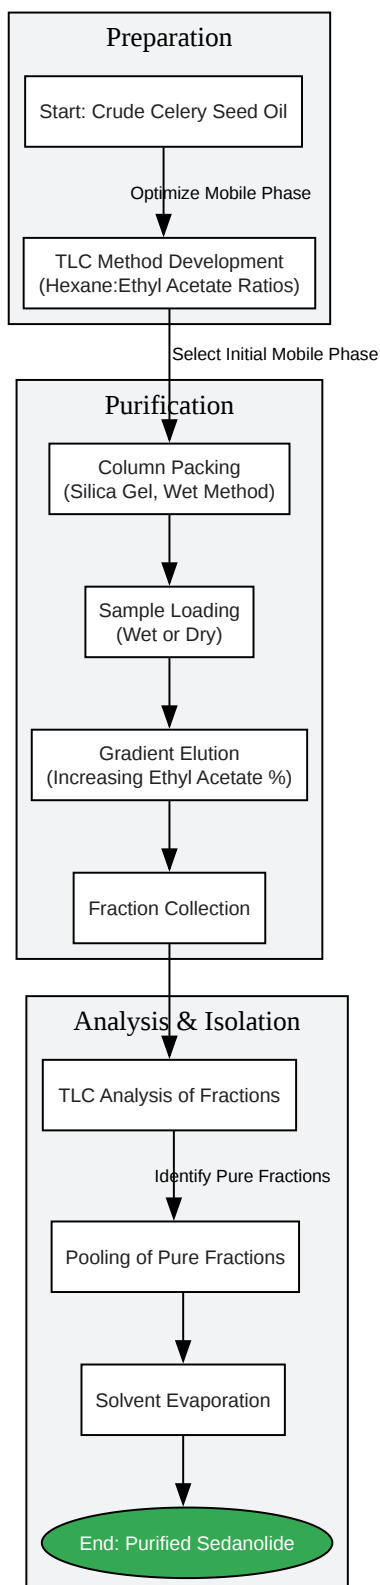 Preparation
Start: Crude Celery Seed Oil
Optimize Mobile Phase
TLC Method Development
(Hexane:Ethyl Acetate Ratios)
Select Initial Mobile Phase
Purification
Column Packing
(Silica Gel, Wet Method)
Sample Loading
(Wet or Dry)
Gradient Elution
(Increasing Ethyl Acetate %)
Fraction Collection
Analysis & Isolation
TLC Analysis of Fractions
Identify Pure Fractions
Pooling of Pure Fractions
Solvent Evaporation
End: Purified Sedanolide